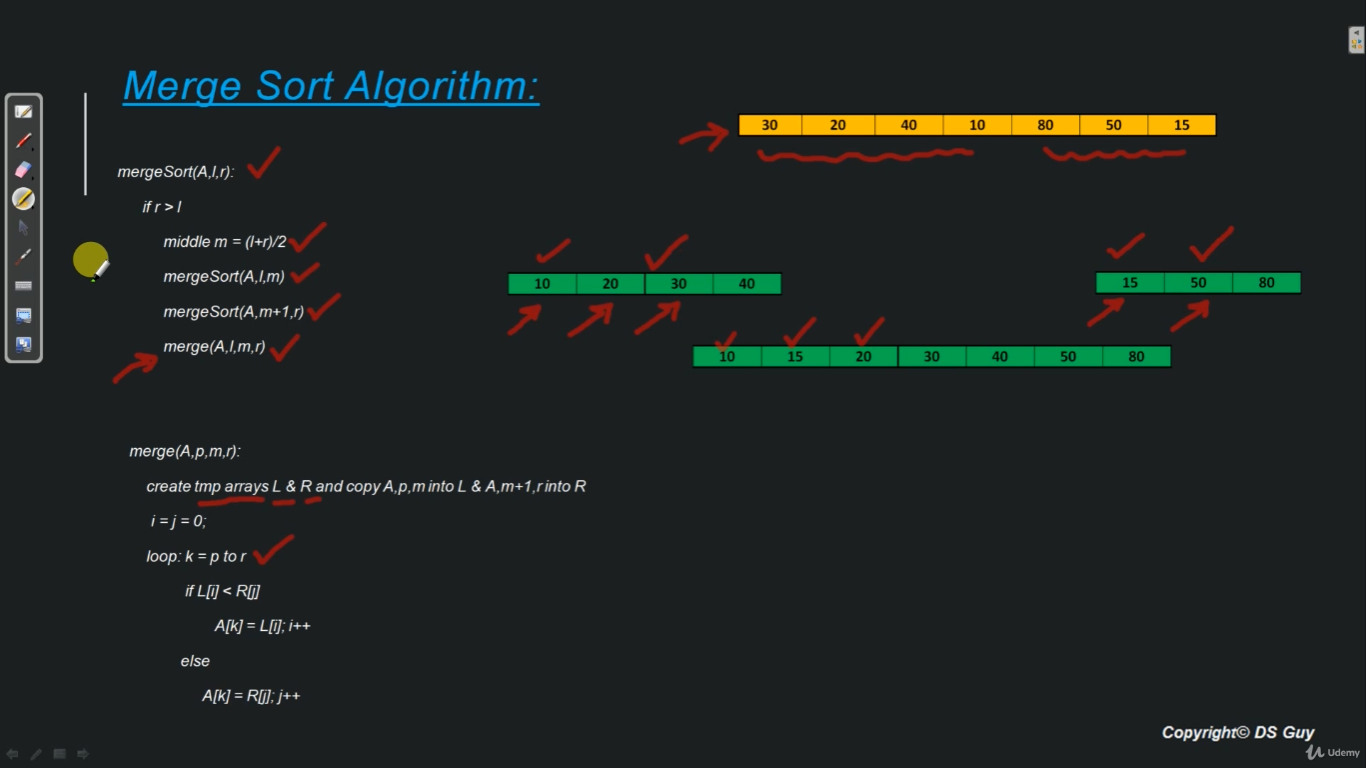 Merge Sort Algorithm:
30 20 40 10 80 50 15
mergeSort(A,l,r):
if r > l
middle m = (l+r)/2
mergeSort(A,l,m)
mergeSort(A,m+1,r)
merge(A,l,m,r)
10 20 30 40
15 50 80
10 15 20 30 40 50 80
merge(A,p,m,r):
create tmp arrays L & R and copy A,p,m into L & A,m+1,r into R
i = j = 0;
loop: k = p to r
if L[i] < R[j]
A[k] = L[i]; i++
else
A[k] = R[j]; j++
Copyright© DS Guy
Udemy